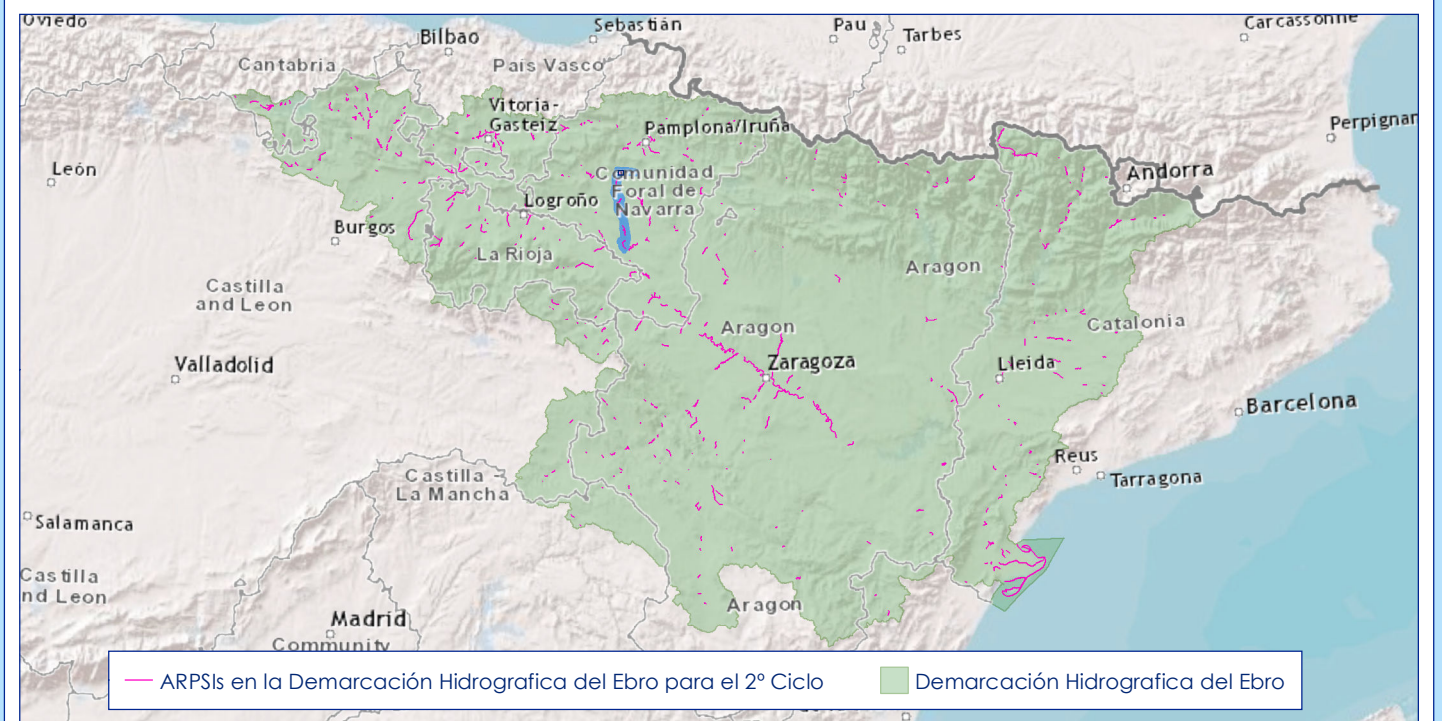 Oviedo
Sebastián
Pau
Tarbes
Carcassonne
Bilbao
Cantabria
País Vasco
Vitoria-
Gasteiz
Pamplona/Iruña
Perpignan
León
Comunidad
Foral de
Navarra
Andorra
Logroño
Burgos
La Rioja
Aragon
Castilla
and Leon
Aragon
Catalonia
Valladolid
Zaragoza
Lleida
Barcelona
Reus
Tarragona
Castilla
La Mancha
Salamanca
Castilla
nd Leon
Aragon
Madrid
Community
ARPSIs en la Demarcación Hidrografica del Ebro para el 2º Ciclo
Demarcación Hidrografica del Ebro